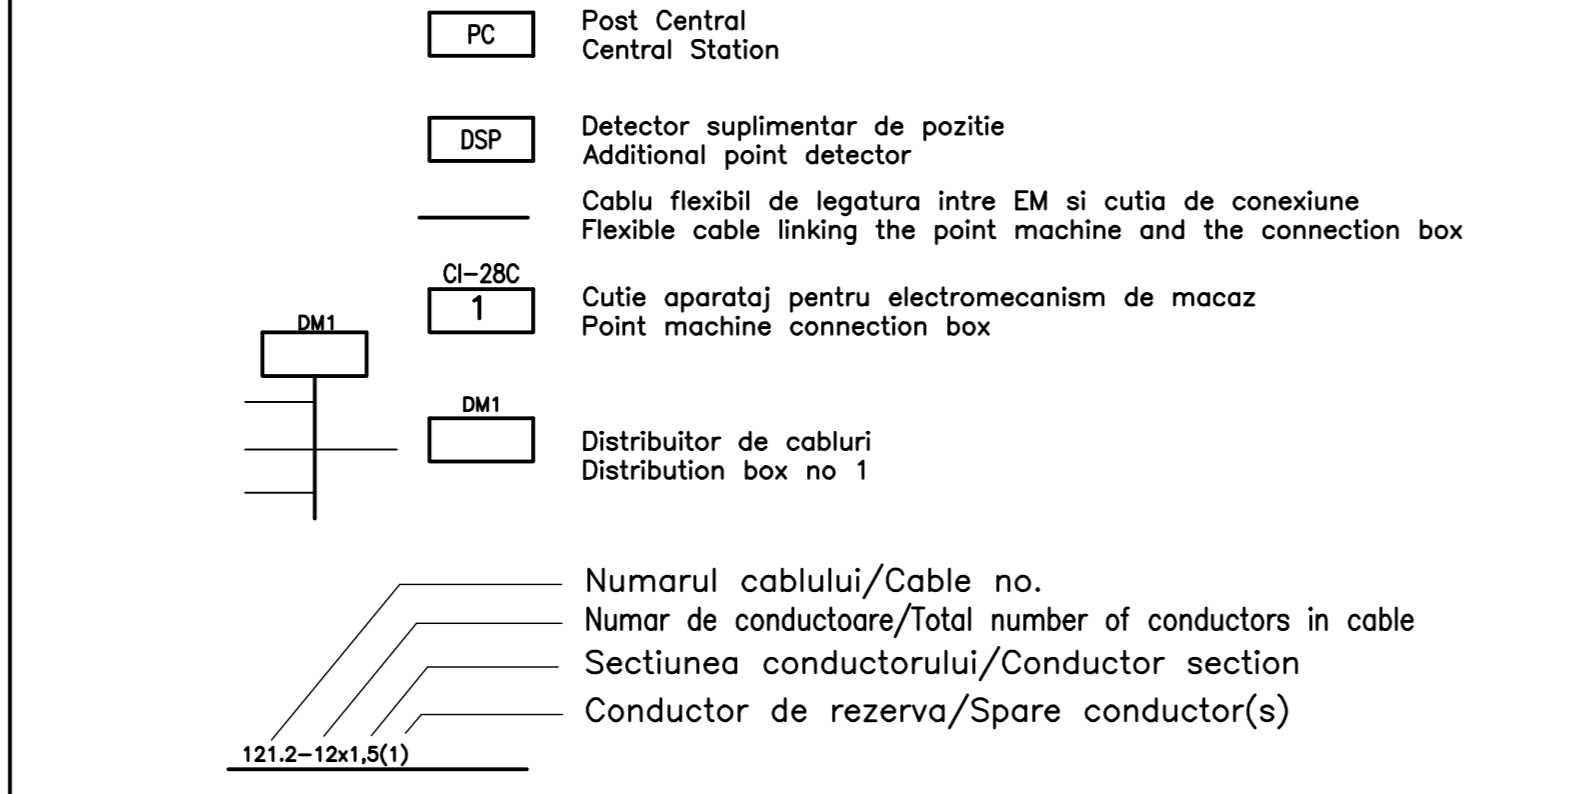 PC
Post Central
Central Station
DSP
Detector suplimentar de pozitie
Additional point detector
Cablu flexibil de legatura intre EM si cutia de conexiune
Flexible cable linking the point machine and the connection box
CI-28C
1
Cutie aparataj pentru electromecanism de macaz
Point machine connection box
DM1
DM1
Distribuitor de cabluri
Distribution box no 1
Numarul cablului/Cable no.
Numar de conductoare/Total number of conductors in cable
Sectiunea conductorului/Conductor section
Conductor de rezerva/Spare conductor(s)
121.2-12x1,5(1)